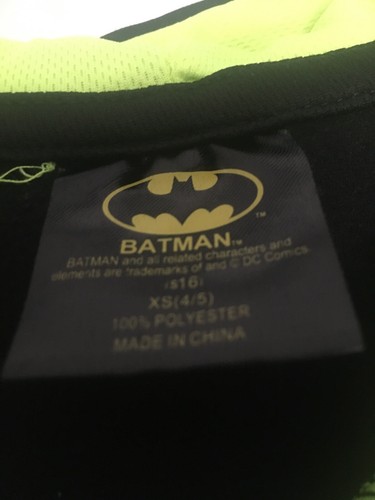 BATMAN™
BATMAN and all related characters and
elements are trademarks of and © DC Comics.
(s16)
XS(4/5)
100% POLYESTER
MADE IN CHINA